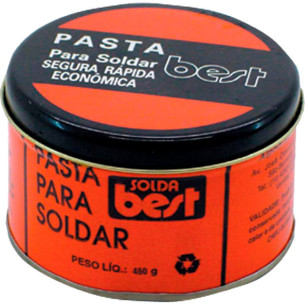 PASTA
Para Soldar
SEGURA RÁPIDA
ECONÔMICA
best
PASTA
PARA
SOLDAR
SOLDA
best
PESO LÍQ.: 450 g